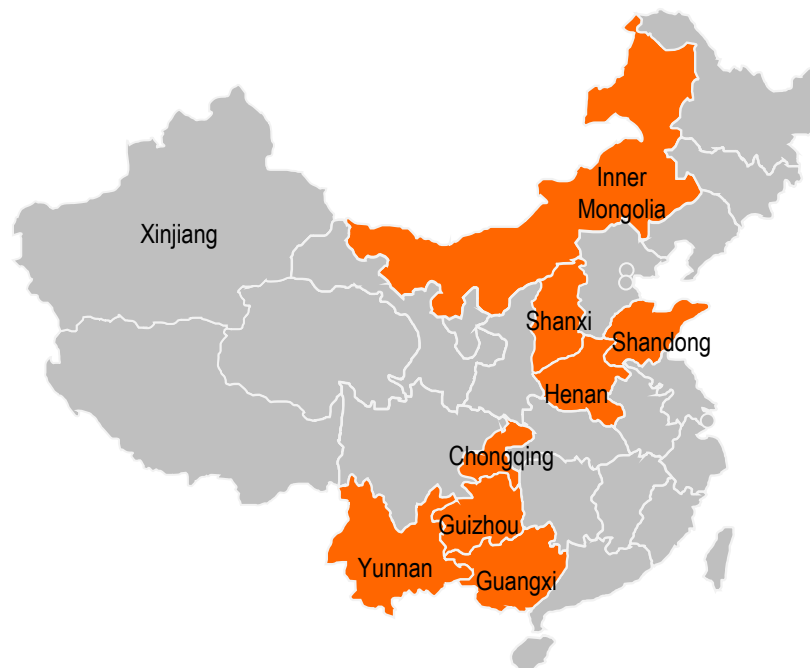 Inner
Mongolia
Xinjiang
Shanxi
Shandong
Henan
Chongqing
Guizhou
Yunnan
Guangxi